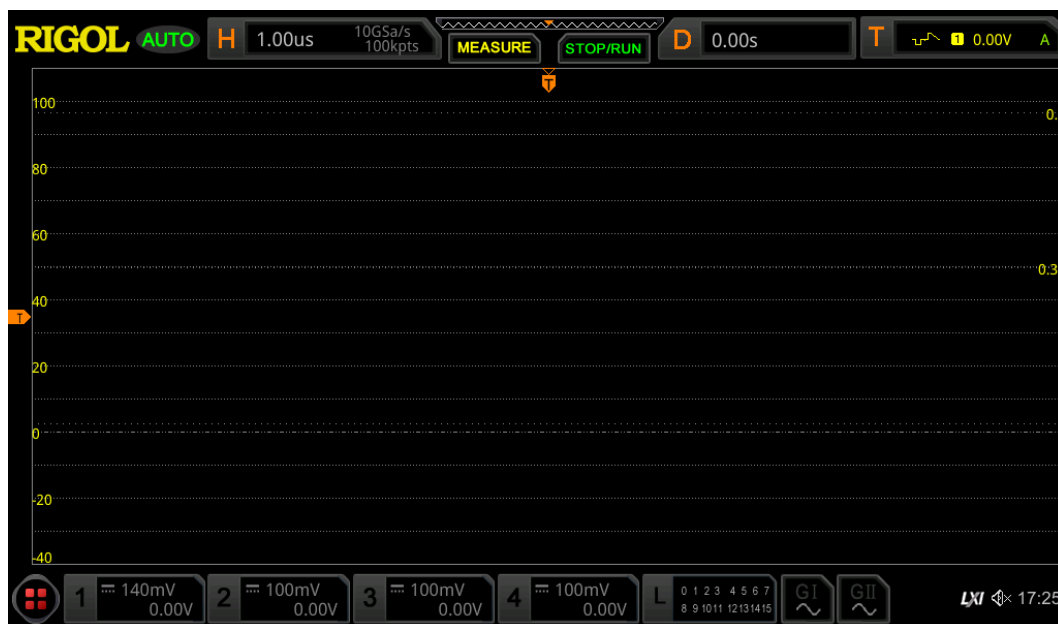 RIGOL AUTO H 1.00us 10GSa/s 100kpts MEASURE STOP/RUN D 0.00s T 1 0.00V A
T
100
0.
80
60
0.3
40
T
20
0
-20
-40
1 140mV 0.00V 2 100mV 0.00V 3 100mV 0.00V 4 100mV 0.00V L 0 1 2 3 4 5 6 7 GI GII LXI 17:25
8 9 10 11 12 13 14 15